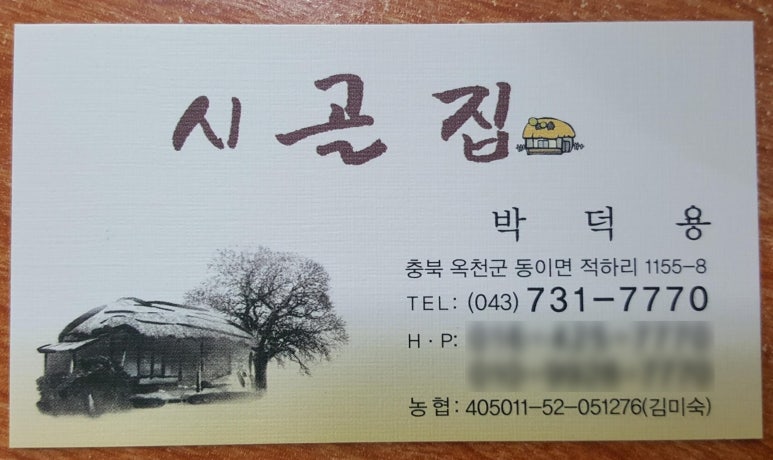 시골집
박덕용
충북 옥천군 동이면 적하리 1155-8
TEL: (043) 731-7770
H·P:
농협: 405011-52-051276(김미숙)